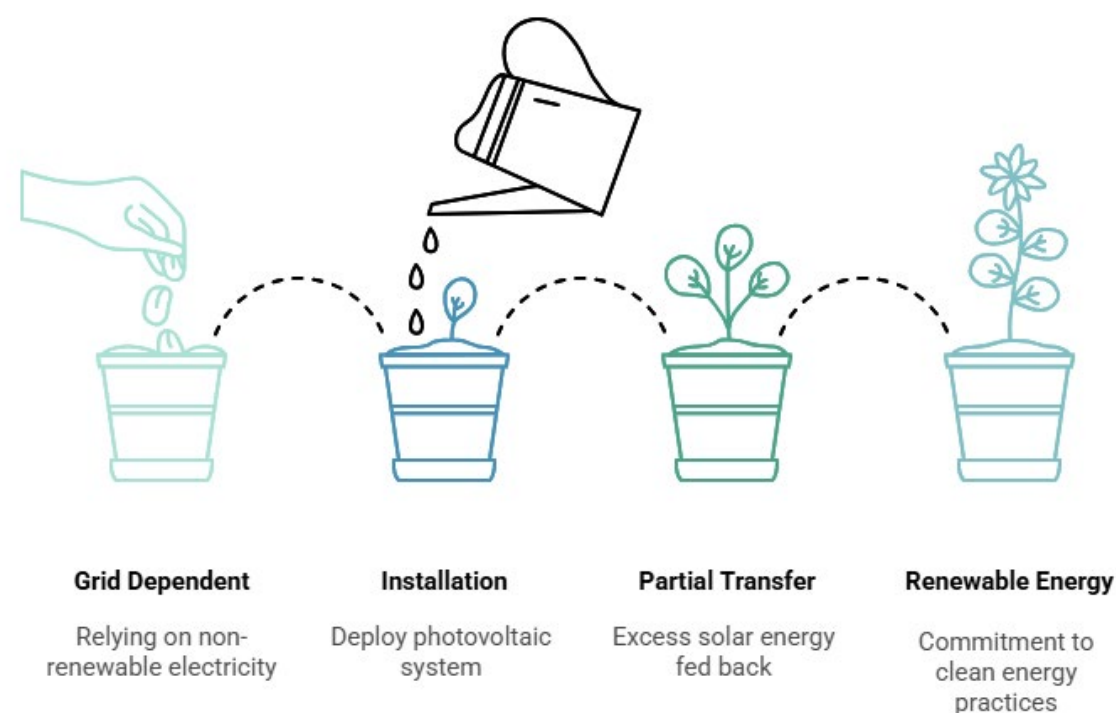 Grid Dependent
Relying on non-
renewable electricity
Installation
Deploy photovoltaic
system
Partial Transfer
Excess solar energy
fed back
Renewable Energy
Commitment to
clean energy
practices